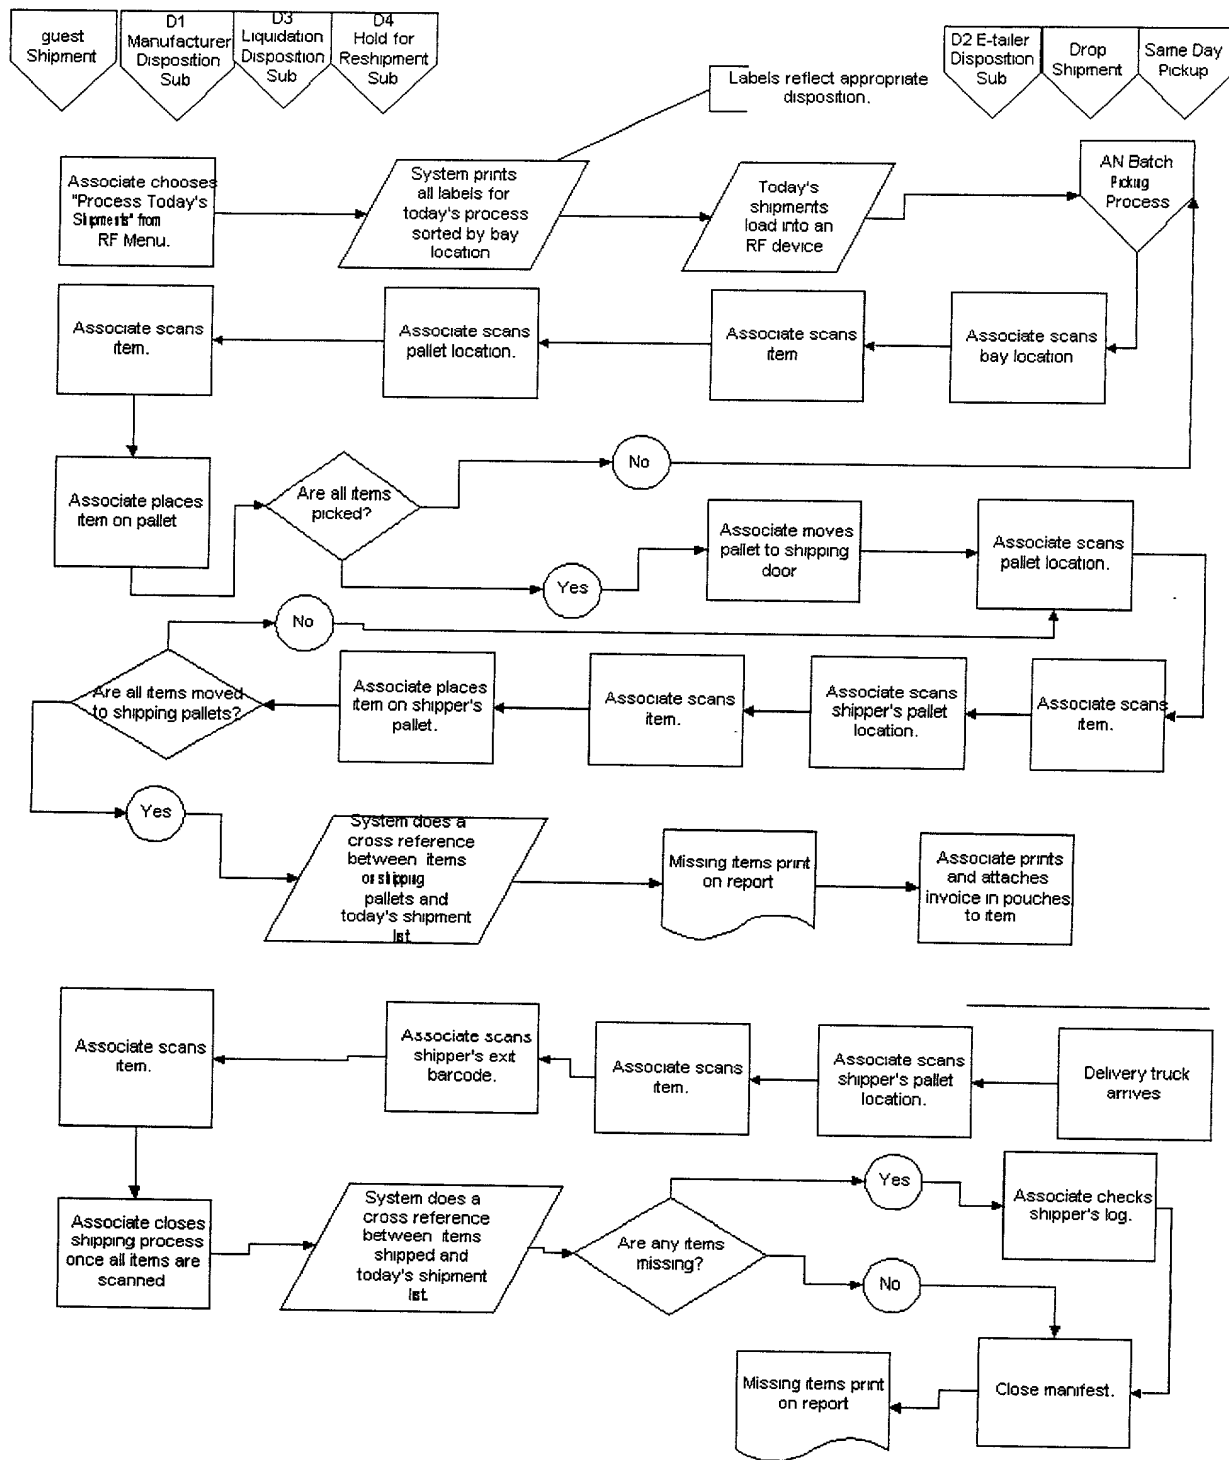 guest
Shipment
D1
Manufacturer
Disposition
Sub
D3
Liquidation
Disposition
Sub
D4
Hold for
Reshipment
Sub
Labels reflect appropriate
disposition.
D2 E-tailer
Disposition
Sub
Drop
Shipment
Same Day
Pickup
Associate chooses
"Process Today's
Shipments" from
RF Menu.
System prints
all labels for
today's process
sorted by bay
location
Today's
shipments
load into an
RF device
AN Batch
Picking
Process
Associate scans
item.
Associate scans
pallet location.
Associate scans
item
Associate scans
bay location
Associate places
item on pallet
Are all items
picked?
No
Yes
Associate moves
pallet to shipping
door
Associate scans
pallet location.
No
Are all items moved
to shipping pallets?
Associate places
item on shipper's
pallet.
Associate scans
item.
Associate scans
shipper's pallet
location.
Associate scans
item.
Yes
System does a
cross reference
between items
on shipping
pallets and
today's shipment
list.
Missing items print
on report
Associate prints
and attaches
invoice in pouches
to item
Associate scans
item.
Associate scans
shipper's exit
barcode.
Associate scans
item.
Associate scans
shipper's pallet
location.
Delivery truck
arrives
Associate closes
shipping process
once all items are
scanned
System does a
cross reference
between items
shipped and
today's shipment
list.
Are any items
missing?
Yes
Associate checks
shipper's log.
No
Missing items print
on report
Close manifest.